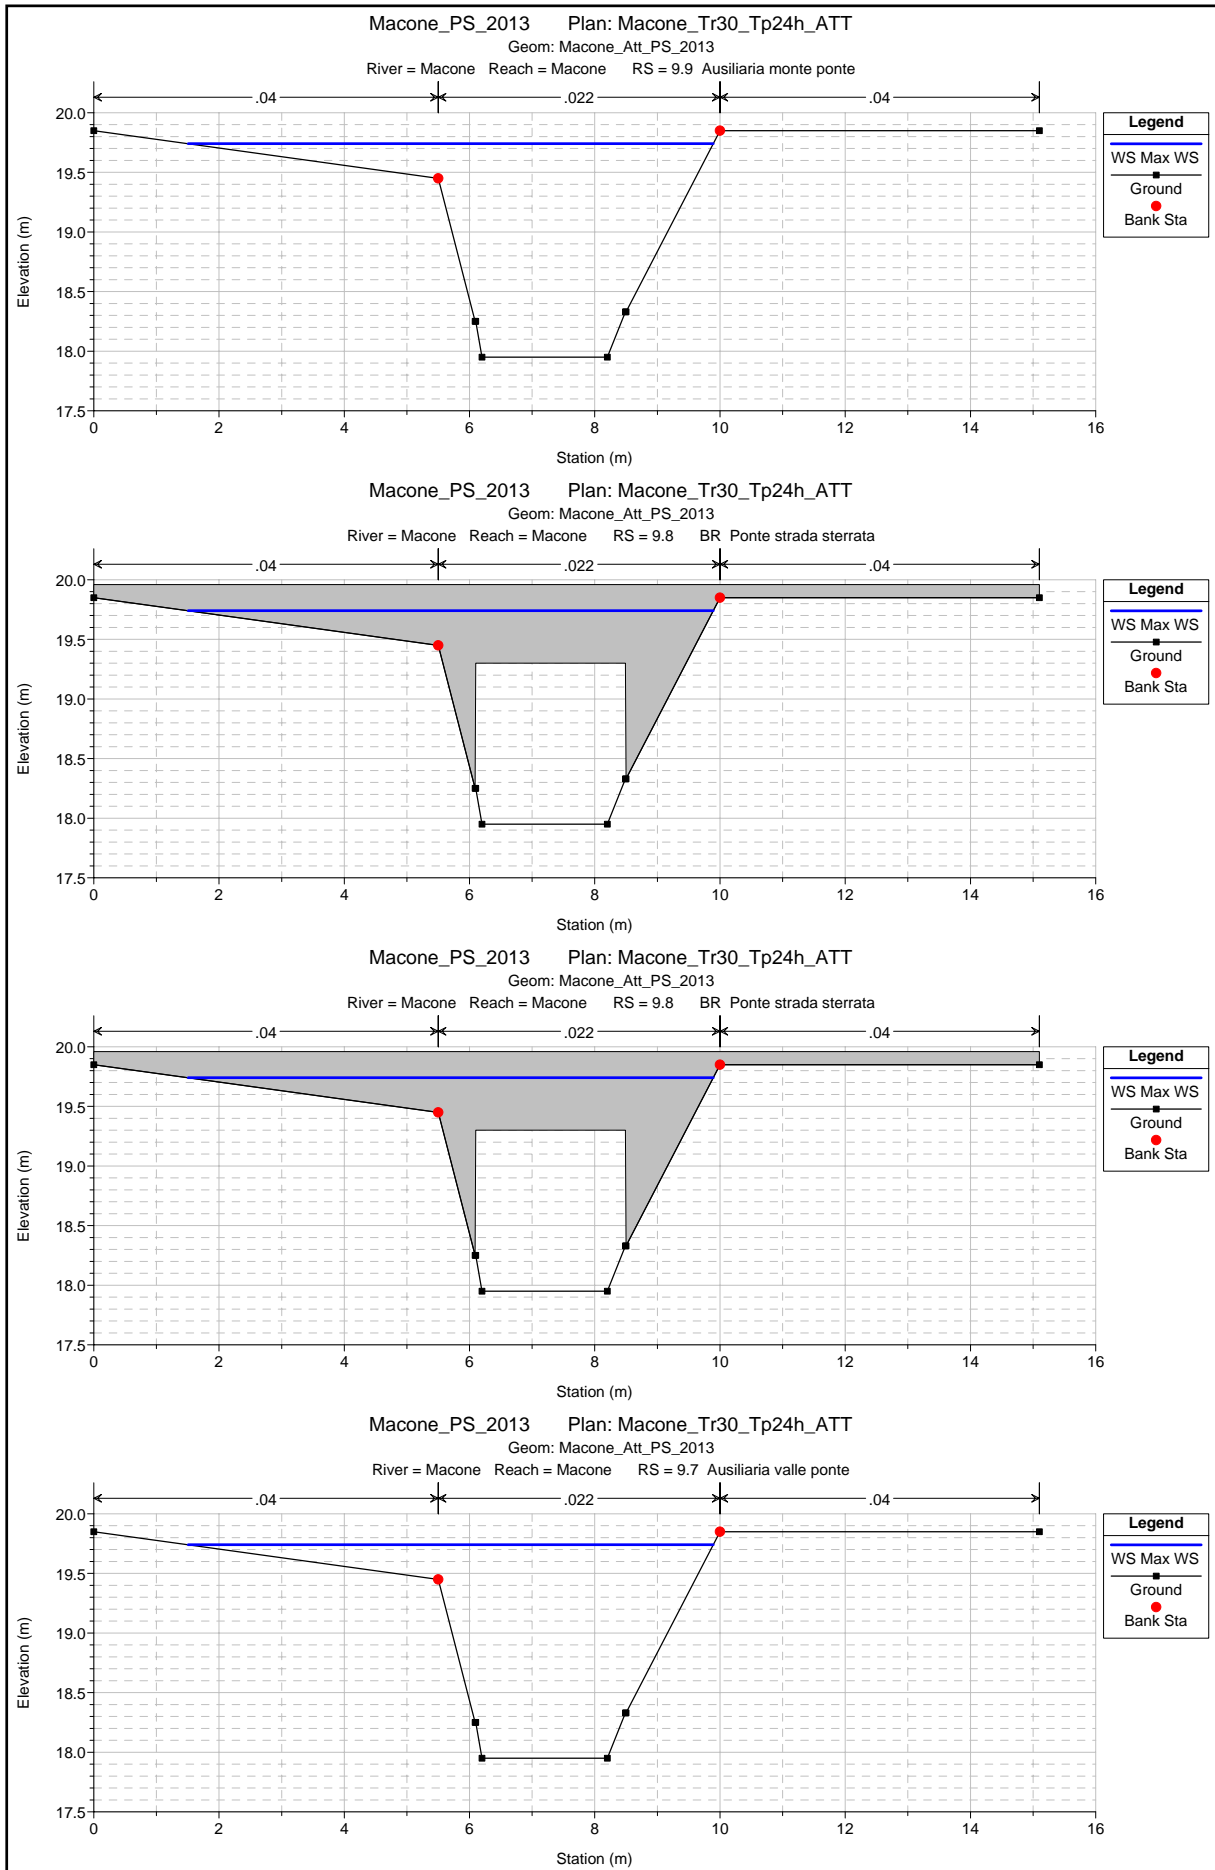 Macone_PS_2013 Plan: Macone_Tr30_Tp24h_ATT
Geom: Macone_Att_PS_2013
River = Macone Reach = Macone RS = 9.9 Ausiliaria monte ponte
.04 .022 .04
20.0
19.5
19.0
18.5
18.0
17.5
Elevation (m)
0 2 4 6 8 10 12 14 16
Station (m)
Legend
WS Max WS
Ground
Bank Sta
Macone_PS_2013 Plan: Macone_Tr30_Tp24h_ATT
Geom: Macone_Att_PS_2013
River = Macone Reach = Macone RS = 9.8 BR Ponte strada sterrata
.04 .022 .04
20.0
19.5
19.0
18.5
18.0
17.5
Elevation (m)
0 2 4 6 8 10 12 14 16
Station (m)
Legend
WS Max WS
Ground
Bank Sta
Macone_PS_2013 Plan: Macone_Tr30_Tp24h_ATT
Geom: Macone_Att_PS_2013
River = Macone Reach = Macone RS = 9.8 BR Ponte strada sterrata
.04 .022 .04
20.0
19.5
19.0
18.5
18.0
17.5
Elevation (m)
0 2 4 6 8 10 12 14 16
Station (m)
Legend
WS Max WS
Ground
Bank Sta
Macone_PS_2013 Plan: Macone_Tr30_Tp24h_ATT
Geom: Macone_Att_PS_2013
River = Macone Reach = Macone RS = 9.7 Ausiliaria valle ponte
.04 .022 .04
20.0
19.5
19.0
18.5
18.0
17.5
Elevation (m)
0 2 4 6 8 10 12 14 16
Station (m)
Legend
WS Max WS
Ground
Bank Sta